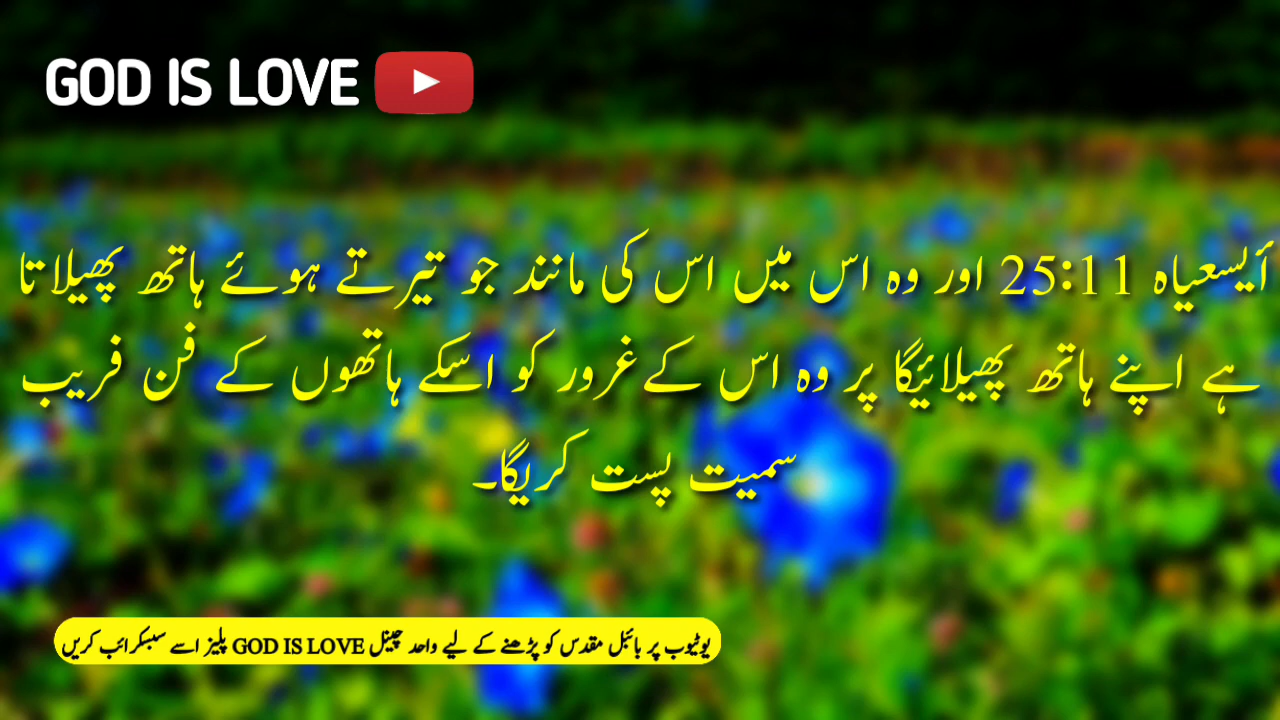 GOD IS LOVE
أیسعیاہ 25:11 اور وہ اس میں اس کی مانند جو تیرتے ہوئے ہاتھ پھیلاتا
ہے اپنے ہاتھ پھیلائیگا پر وہ اس کے غرور کو اسکے ہاتھوں کے فن فریب
سمیت پست کریگا۔
یوٹیوب پر بائبل مقدس کو پڑھنے کے لیے واحد چینل GOD IS LOVE پلیز اسے سبسکرائب کریں